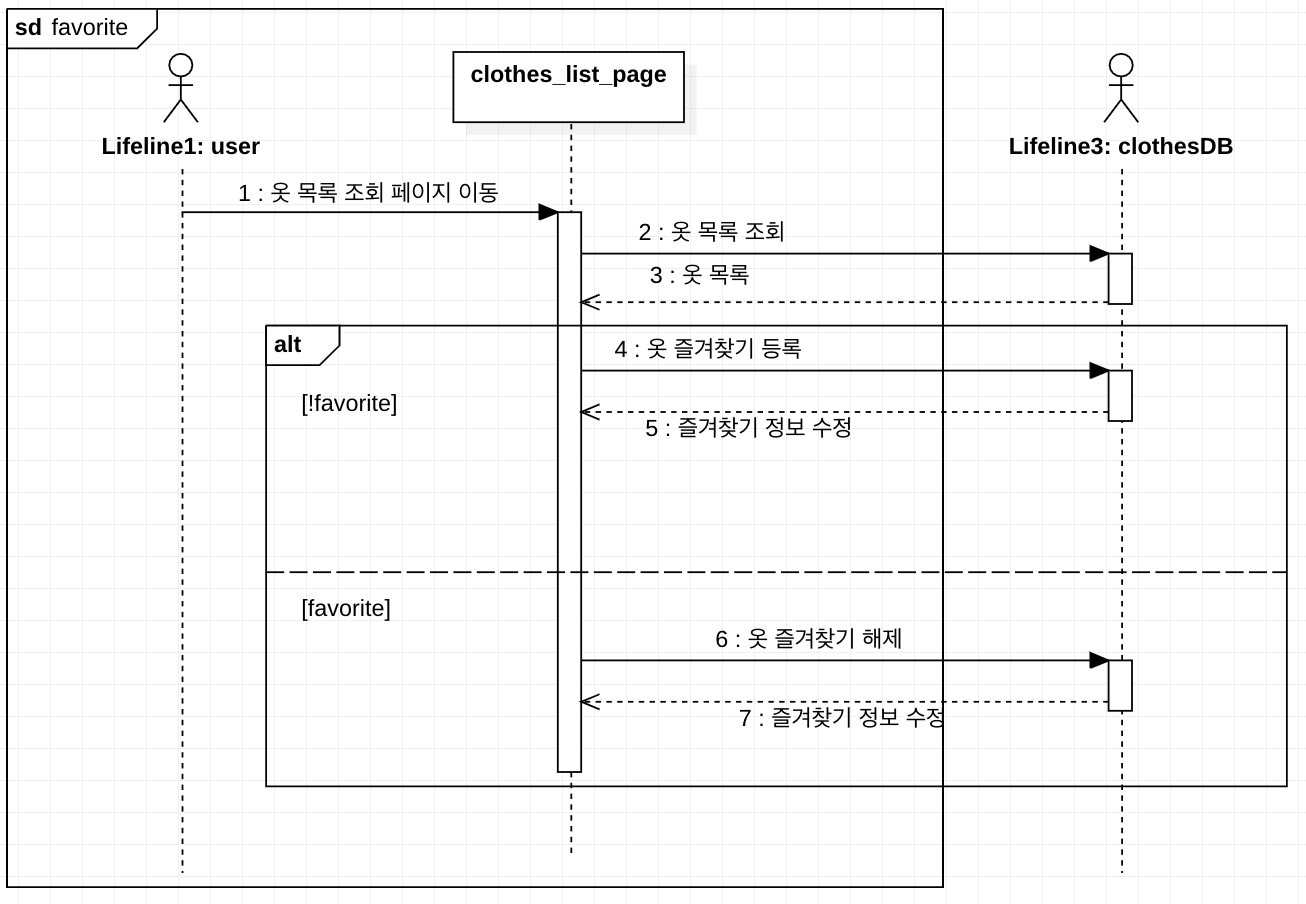 sd favorite
clothes_list_page
Lifeline1: user
Lifeline3: clothesDB
1 : 옷 목록 조회 페이지 이동
2 : 옷 목록 조회
3 : 옷 목록
alt
4 : 옷 즐겨찾기 등록
[!favorite]
5 : 즐겨찾기 정보 수정
[favorite]
6 : 옷 즐겨찾기 해제
7 : 즐겨찾기 정보 수정